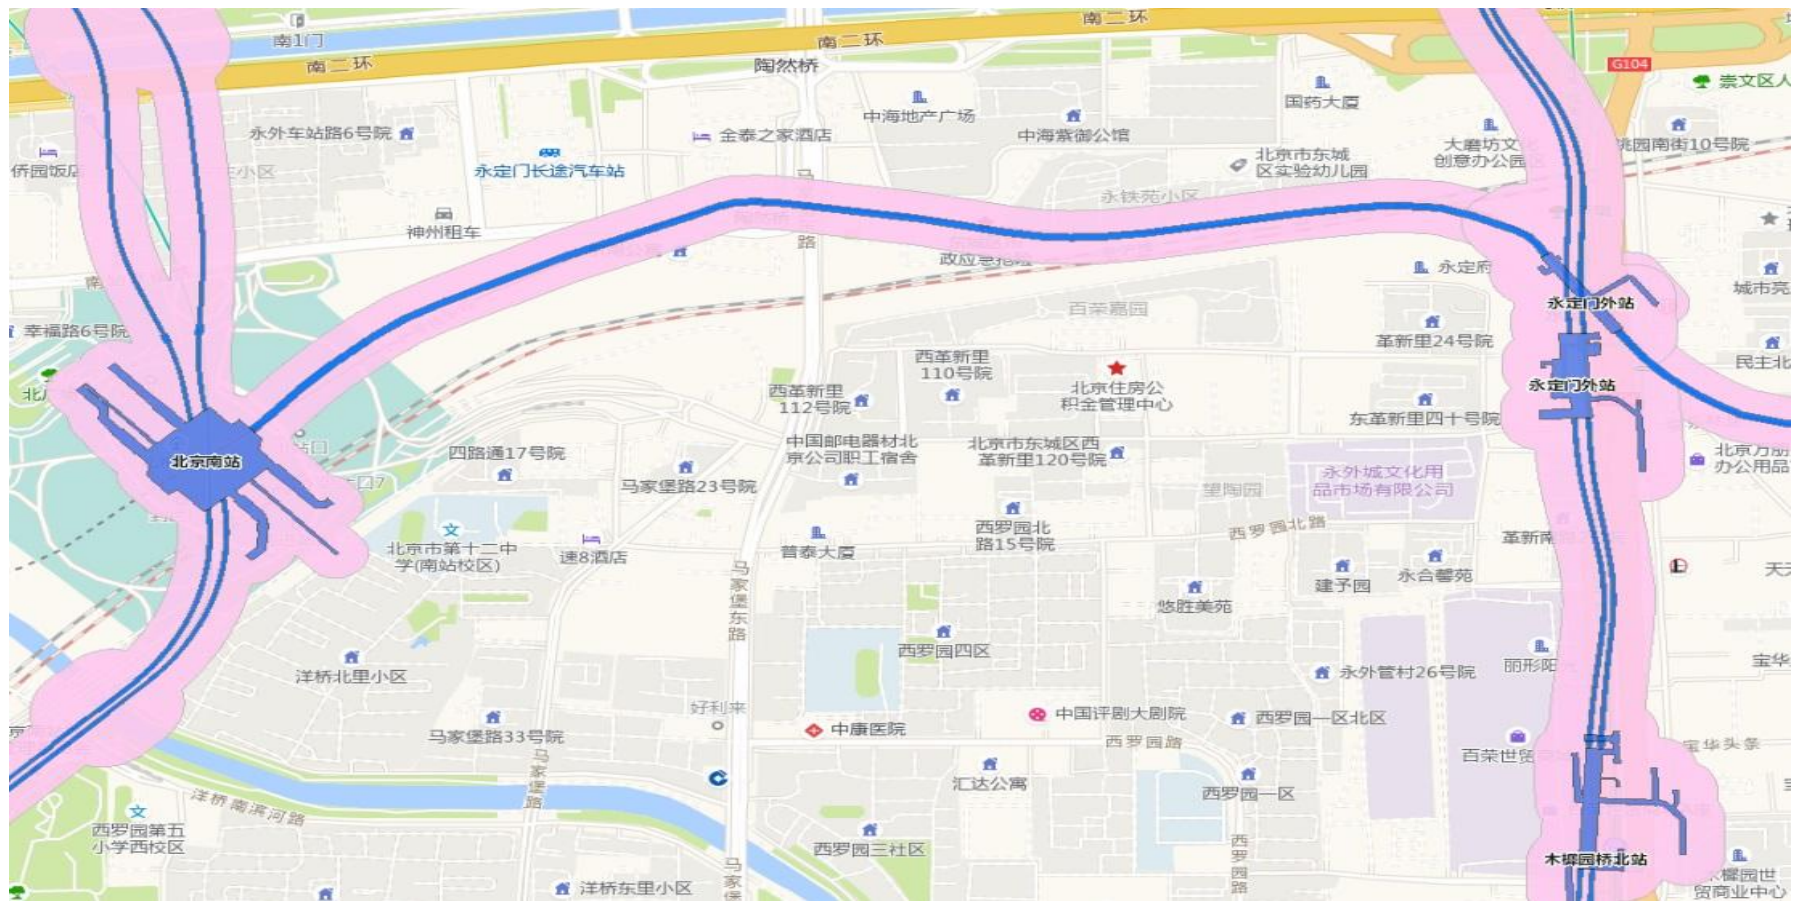 南二环
南1门
南二环
南二环
陶然桥
G104
崇文区人
国药大厦
中海地产广场
永外车站路6号院
金泰之家酒店
中海紫御公馆
大磨坊文
创意办公园
桃园南街10号院
侨园饭店
永定门长途汽车站
北京市东城
区实验幼儿园
永铁苑小区
神州租车
马
路
永定府
城市亮
永定门外站
百荣嘉园
幸福路6号院
革新里24号院
西革新里
110号院
民主北
西革新里
112号院
北京住房公
积金管理中心
永定门外站
东革新里四十号院
四路通17号院
中国邮电器材北
京公司职工宿舍
北京市东城区西
革新里120号院
北京南站
马家堡路23号院
永外城文化用
品市场有限公司
北京万朋
办公用品
望陶园
西罗园北
路15号院
西罗园北路
北京市第十二中
学(南站校区)
速8酒店
普泰大厦
革新南
建予园
永合馨苑
马家堡东路
悠胜美苑
西罗园四区
洋桥北里小区
永外管村26号院
丽形阳
宝华
好利来
马家堡路33号院
中康医院
中国评剧大剧院
西罗园一区北区
西罗园路
百荣世贸
宝华头条
马家堡路
汇达公寓
西罗园一区
洋桥南滨河路
西罗园第五
小学西校区
西罗园三社区
西罗园路
木樨园桥北站
洋桥东里小区
马家堡
木樨园世
贸商业中心